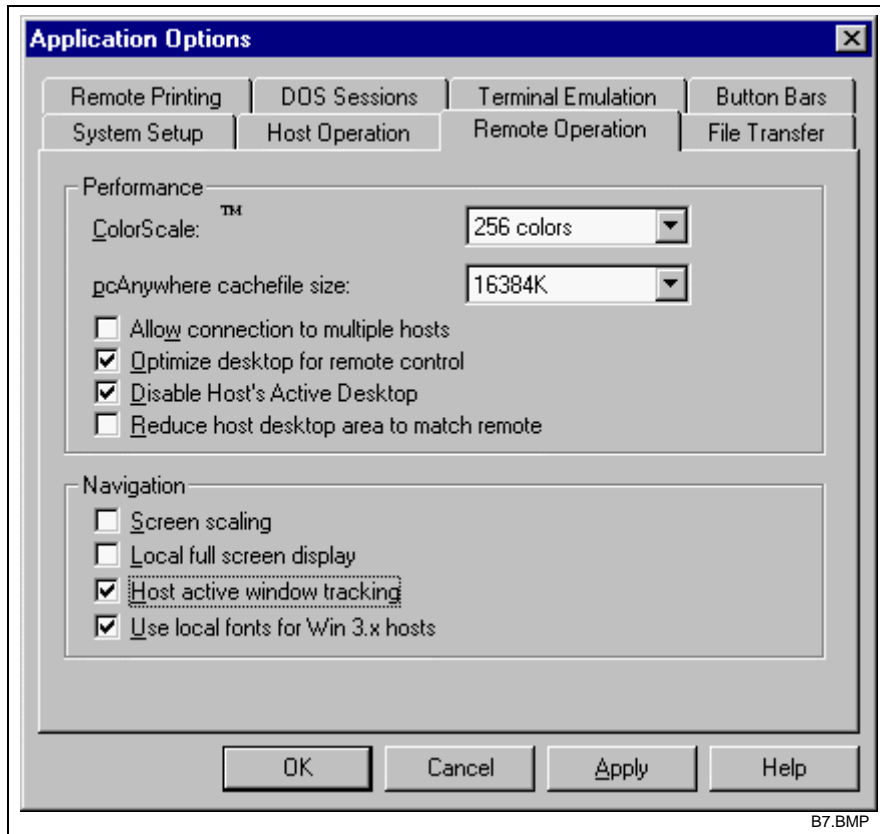 Application Options
Remote Printing DOS Sessions Terminal Emulation Button Bars
System Setup Host Operation Remote Operation File Transfer
Performance
ColorScale: ™ 256 colors
pcAnywhere cachefile size: 16384K
Allow connection to multiple hosts
Optimize desktop for remote control
Disable Host's Active Desktop
Reduce host desktop area to match remote
Navigation
Screen scaling
Local full screen display
Host active window tracking
Use local fonts for Win 3.x hosts
OK Cancel Apply Help
B7.BMP